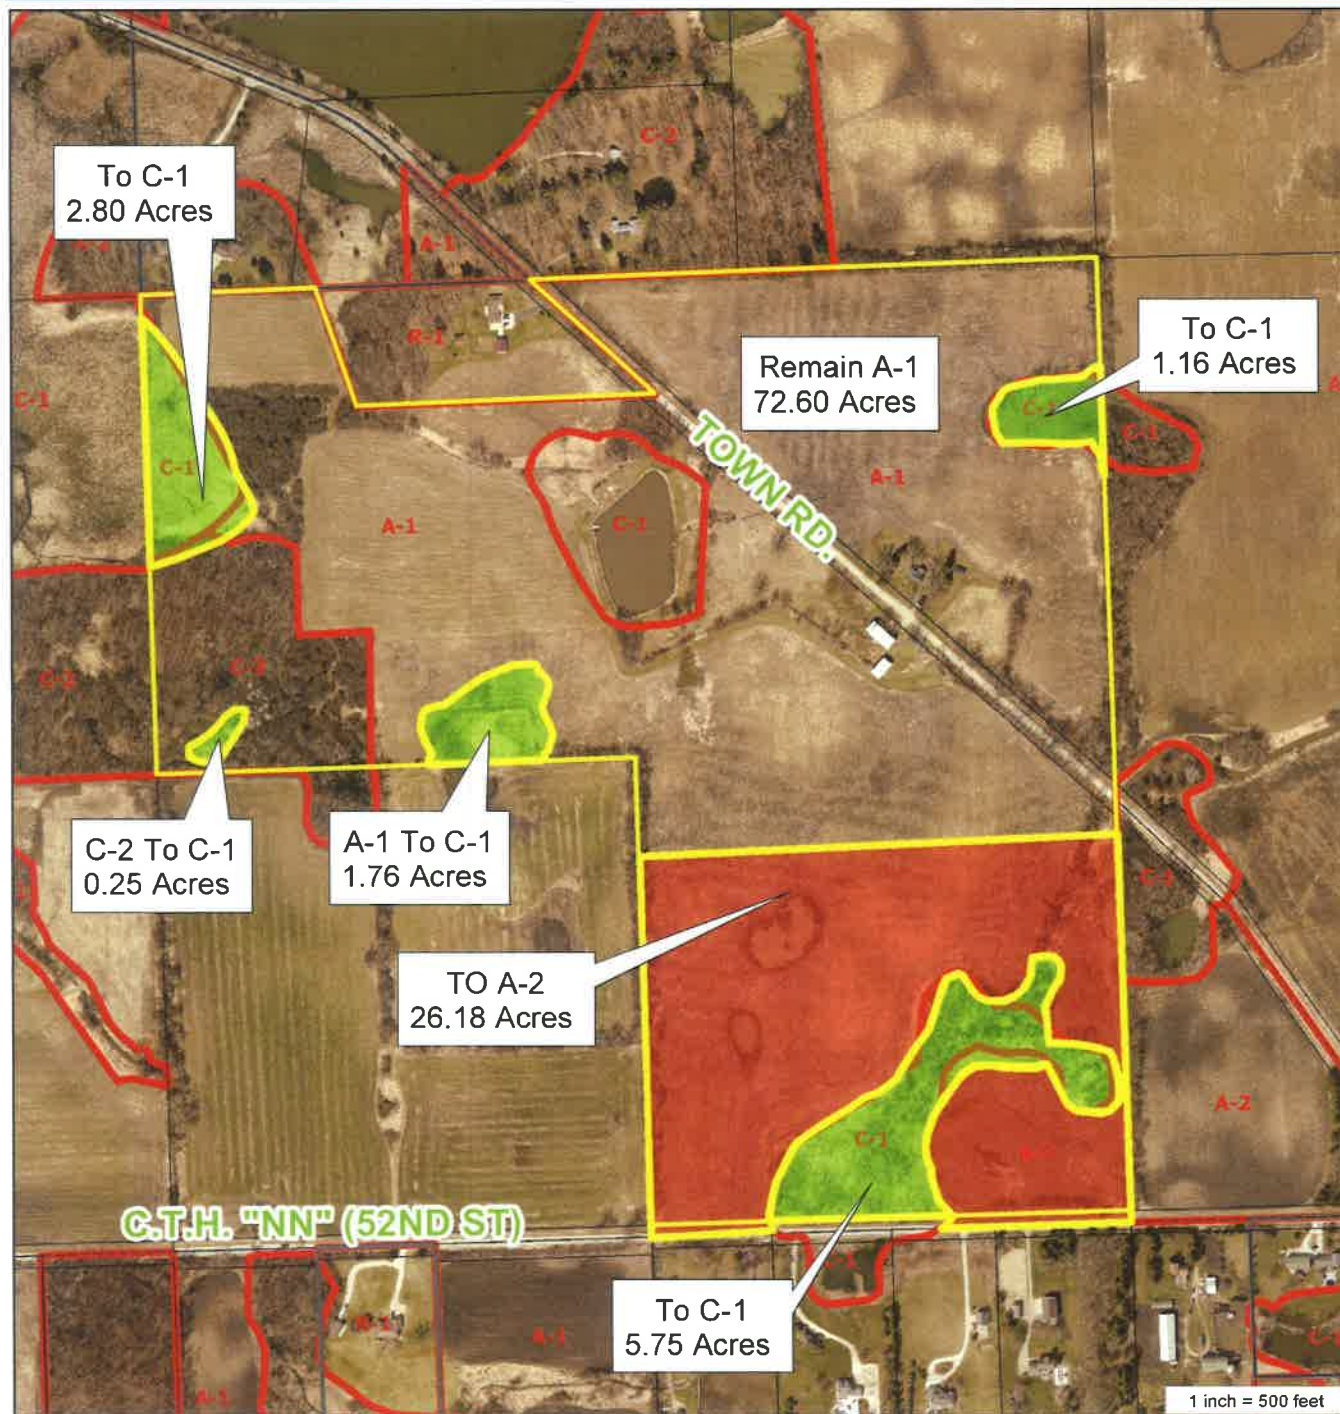 C-2
To C-1
2.80 Acres
A-1
To C-1
1.16 Acres
R-1
Remain A-1
72.60 Acres
C-1
C-1
C-1
TOWN RD.
C-1
A-1
A-1
C-1
C-2
C-2
C-2 To C-1
0.25 Acres
A-1 To C-1
1.76 Acres
C-1
TO A-2
26.18 Acres
A-2
C-1
C.T.H. "NN" (52ND ST)
To C-1
5.75 Acres
A-1
A-1
1 inch = 500 feet